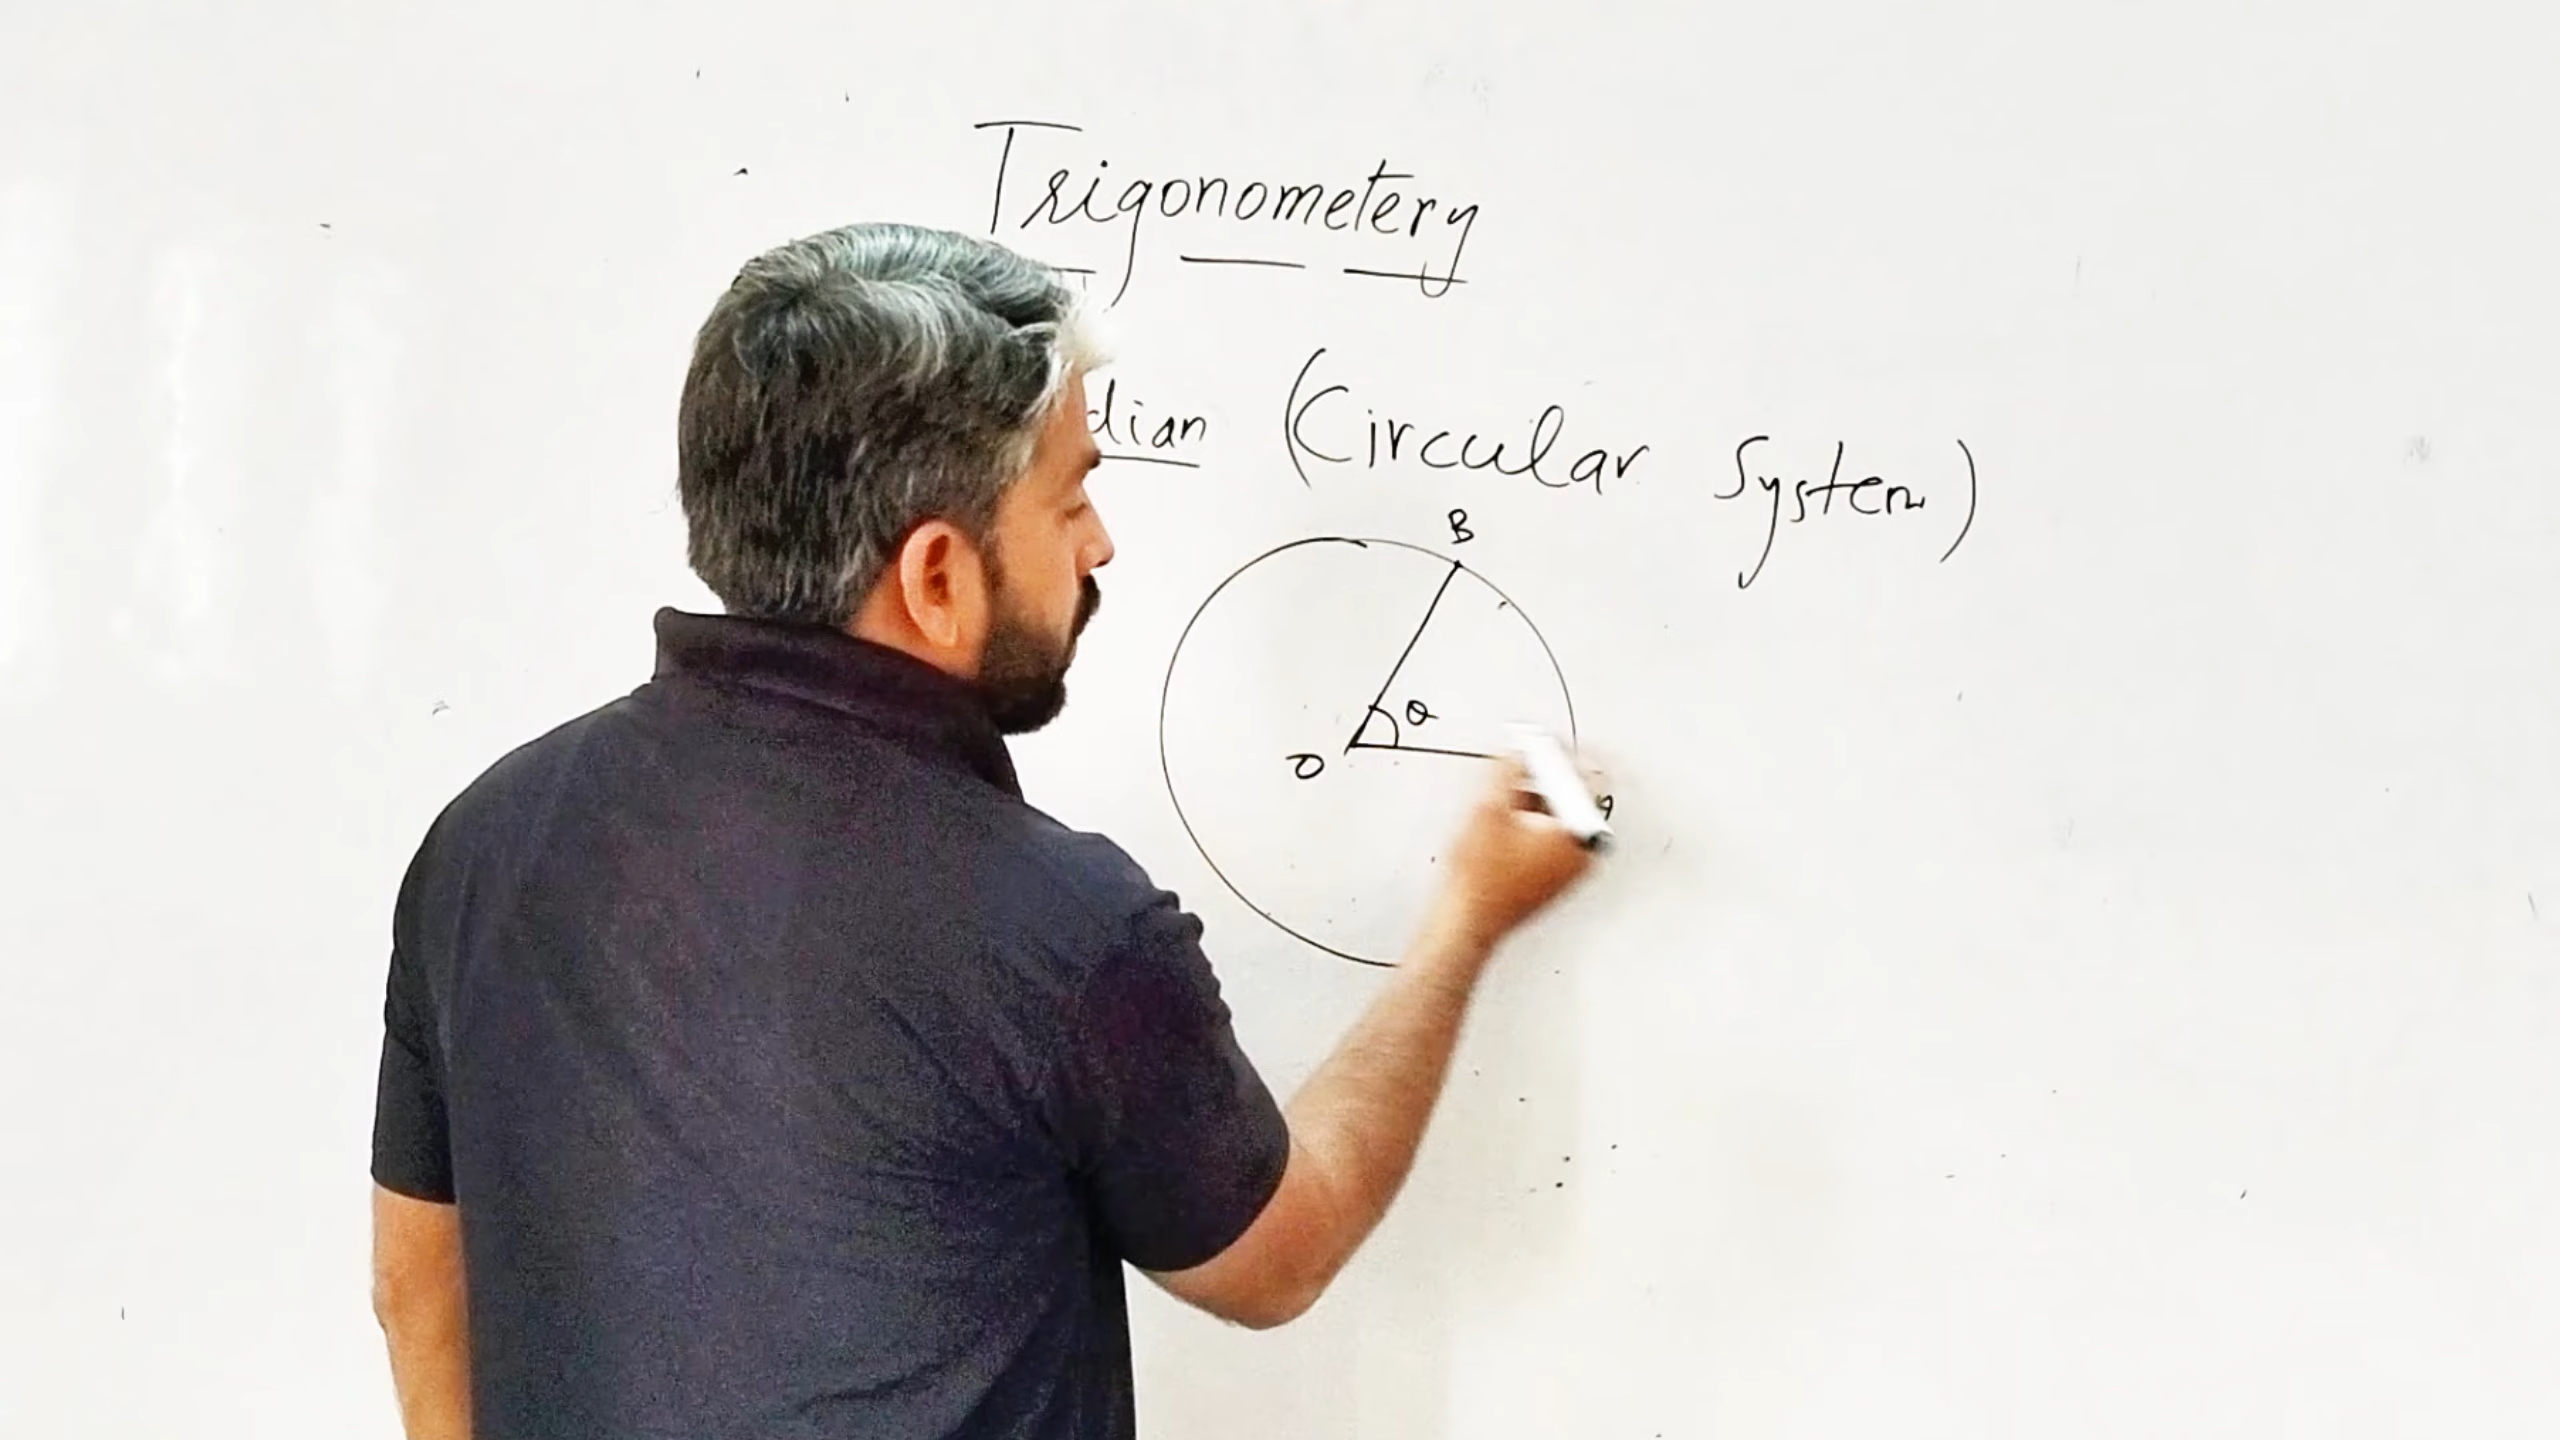 Trigonometery
dian (Circular System)
B
θ
O
A